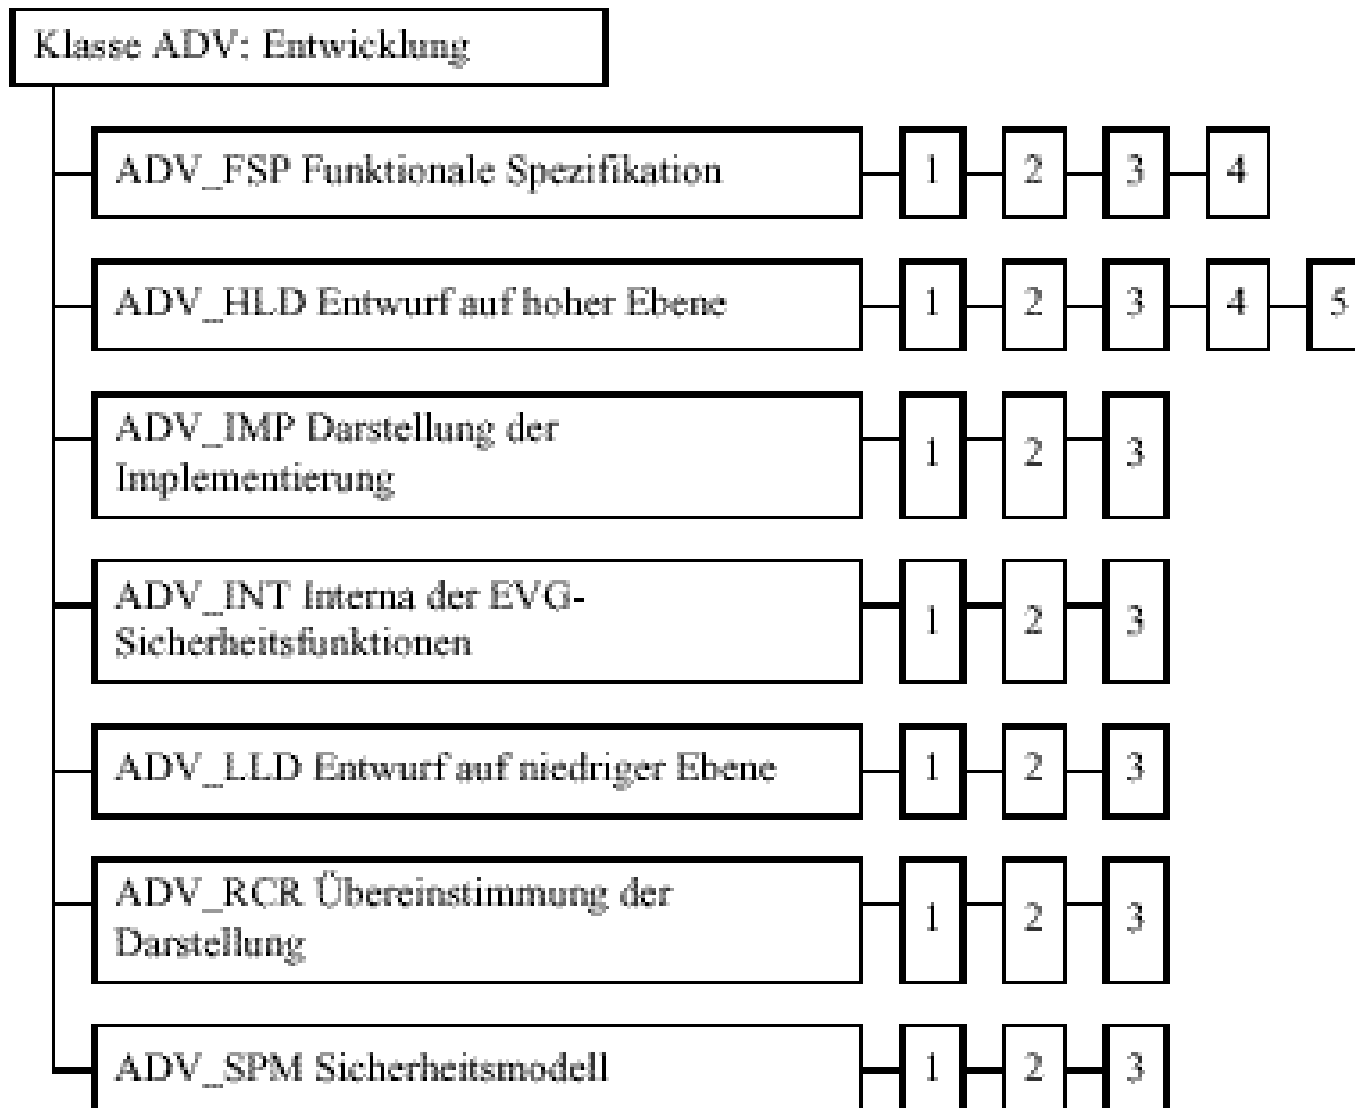 Klasse ADV: Entwicklung
ADV_FSP Funktionale Spezifikation 1 2 3 4
ADV_HLD Entwurf auf hoher Ebene 1 2 3 4 5
ADV_IMP Darstellung der
Implementierung 1 2 3
ADV_INT Interna der EVG-
Sicherheitsfunktionen 1 2 3
ADV_LLD Entwurf auf niedriger Ebene 1 2 3
ADV_RCR Übereinstimmung der
Darstellung 1 2 3
ADV_SPM Sicherheitsmodell 1 2 3